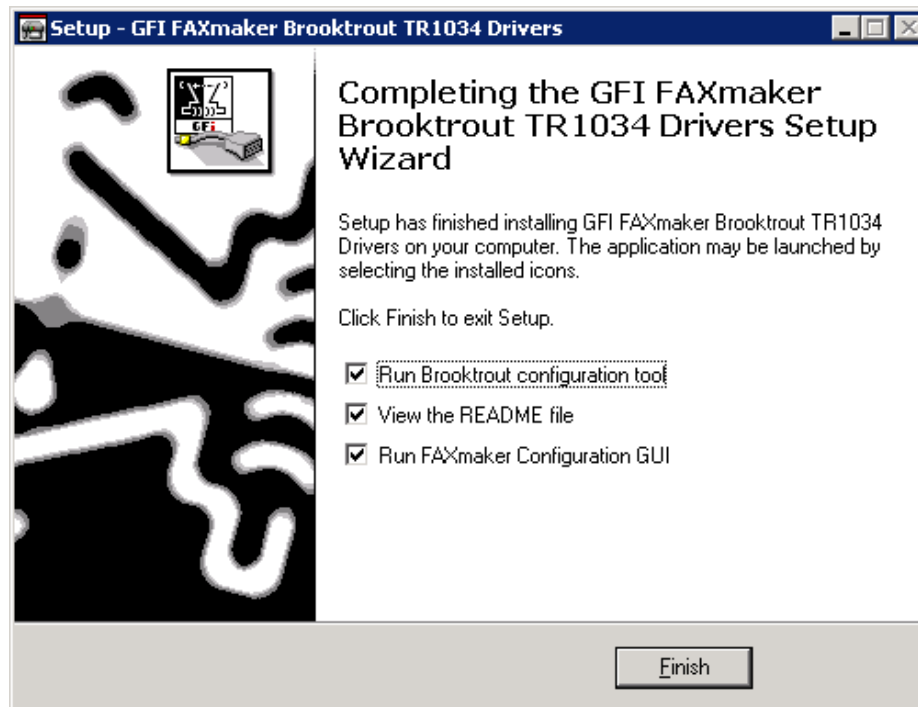 Setup - GFI FAXmaker Brooktrout TR1034 Drivers
GFi
Completing the GFI FAXmaker
Brooktrout TR1034 Drivers Setup
Wizard
Setup has finished installing GFI FAXmaker Brooktrout TR1034
Drivers on your computer. The application may be launched by
selecting the installed icons.
Click Finish to exit Setup.
Run Brooktrout configuration tool
View the README file
Run FAXmaker Configuration GUI
Finish